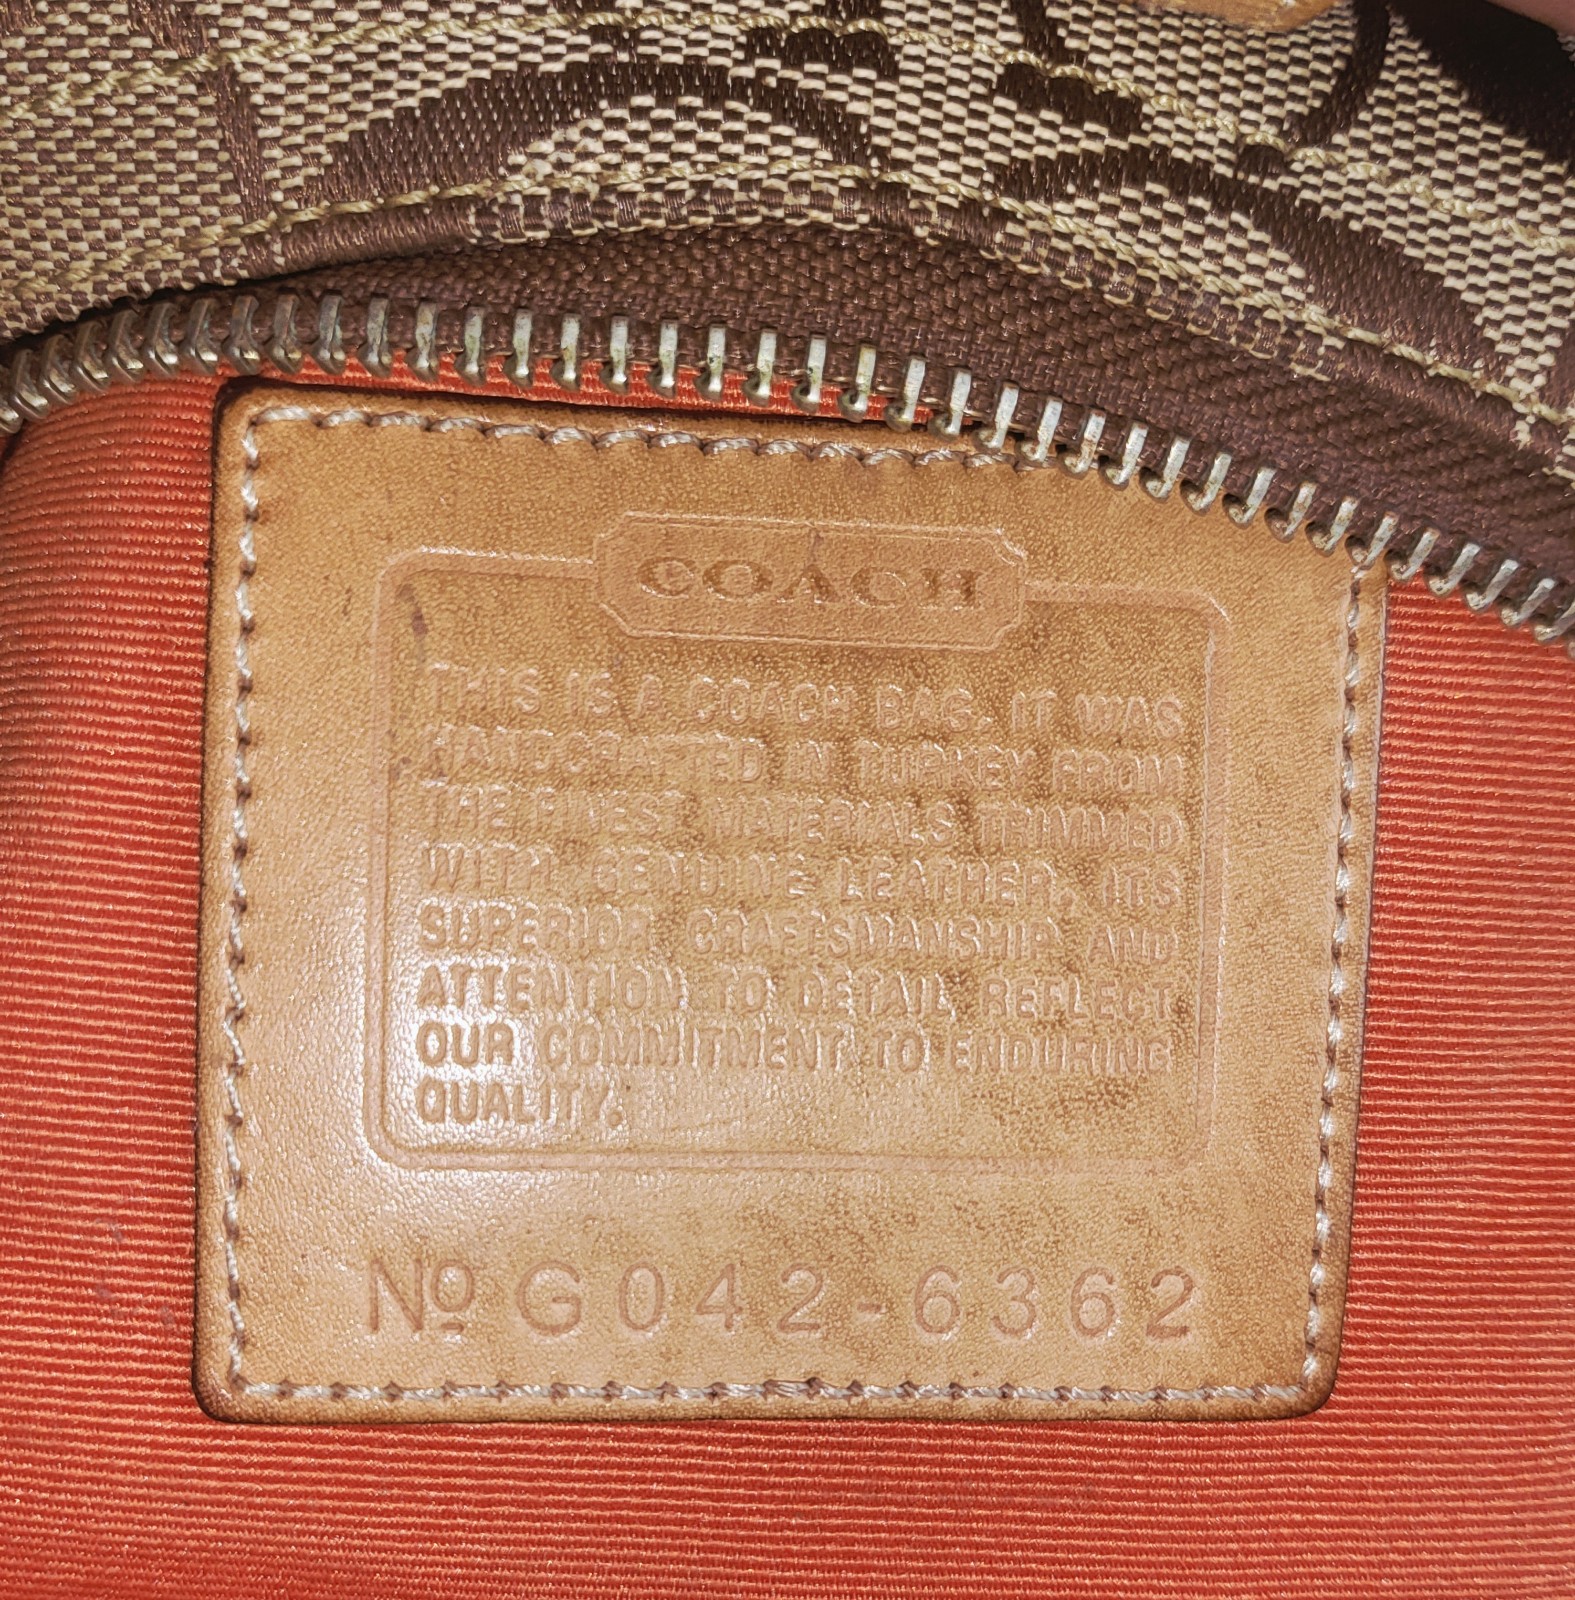 COACH
THIS IS A COACH BAG. IT WAS
HANDCRAFTED IN TURKEY FROM
THE FINEST MATERIALS TRIMMED
WITH GENUINE LEATHER. ITS
SUPERIOR CRAFTSMANSHIP AND
ATTENTION TO DETAIL REFLECT
OUR COMMITMENT TO ENDURING
QUALITY.
No G042-6362